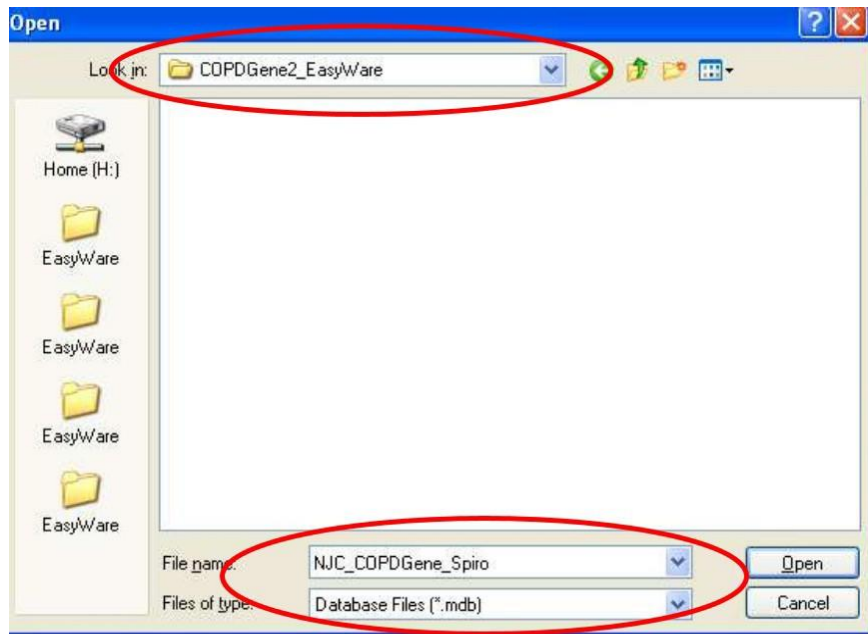 Open
Look in: COPDGene2_EasyWare
Home (H:)
EasyWare
EasyWare
EasyWare
EasyWare
File name: NJC_COPDGene_Spiro Open
Files of type: Database Files (*.mdb) Cancel